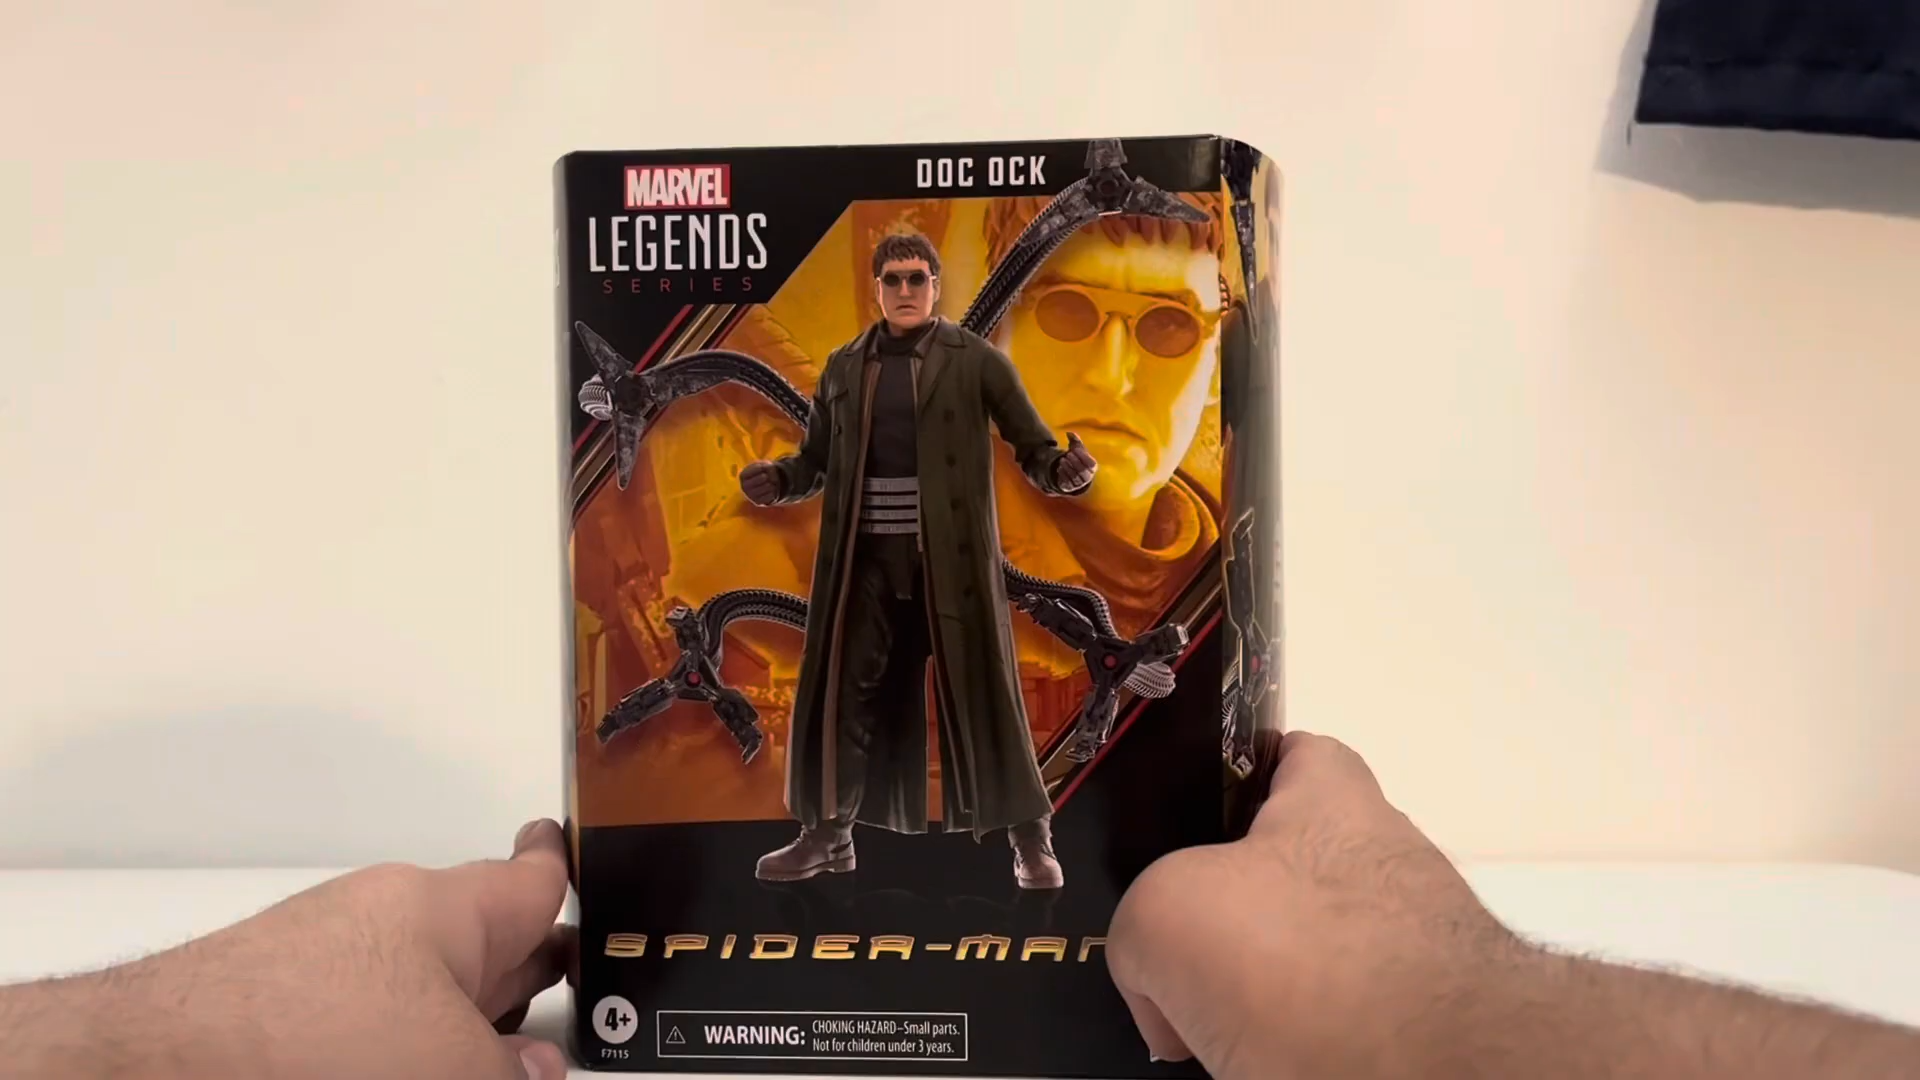 MARVEL
DOC OCK
LEGENDS
SERIES
SPIDER-MAN
4+
F7115
WARNING: CHOKING HAZARD–Small parts.
Not for children under 3 years.